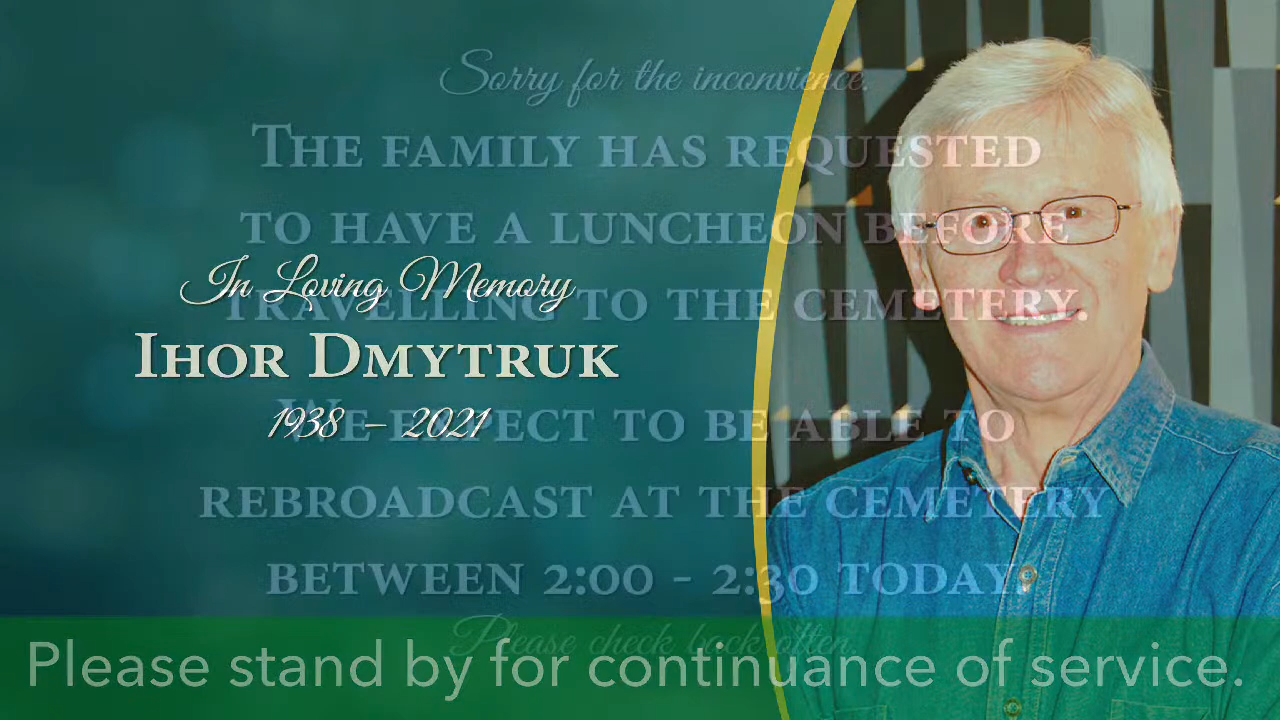 Sorry for the inconvience.
THE FAMILY HAS REQUESTED
TO HAVE A LUNCHEON BEFORE
TRAVELLING TO THE CEMETERY.
WE EXPECT TO BE ABLE TO
REBROADCAST AT THE CEMETERY
BETWEEN 2:00 - 2:30 TODAY.
Please check back often.
In Loving Memory
IHOR DMYTRUK
1938 – 2021
Please stand by for continuance of service.